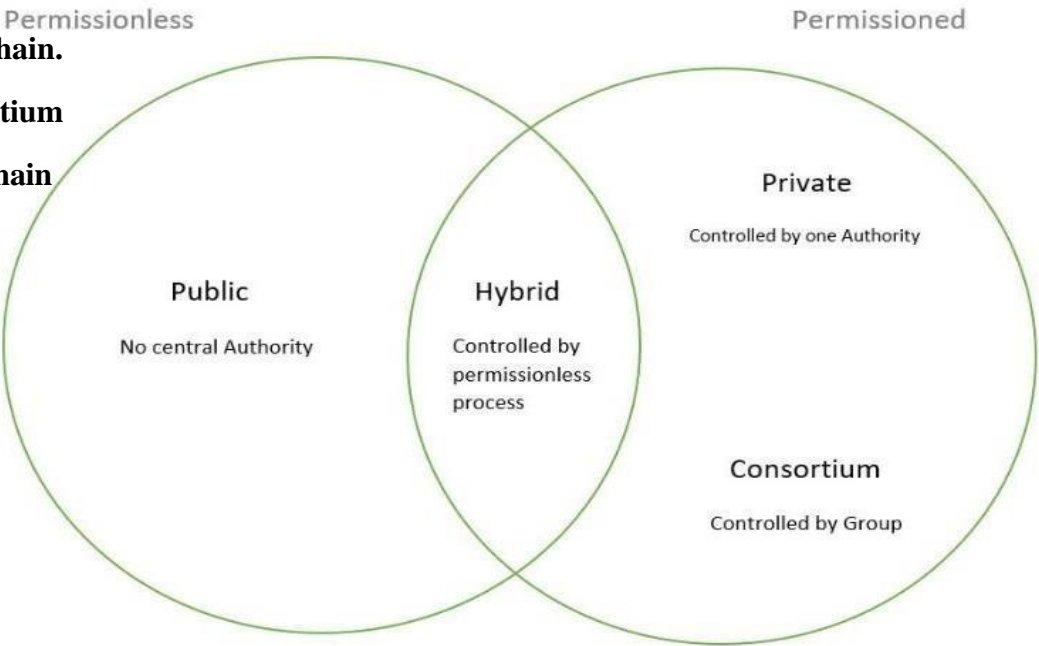 Permissionless
Permissioned
hain.
tium
hain
Private
Controlled by one Authority
Public
No central Authority
Hybrid
Controlled by
permissionless
process
Consortium
Controlled by Group